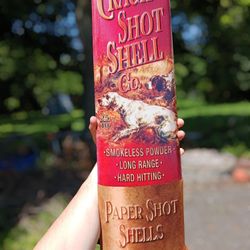 SHOT
SHELL
CO.
• SMOKELESS POWDER •
• LONG RANGE •
• HARD HITTING •
PAPER SHOT
SHELLS